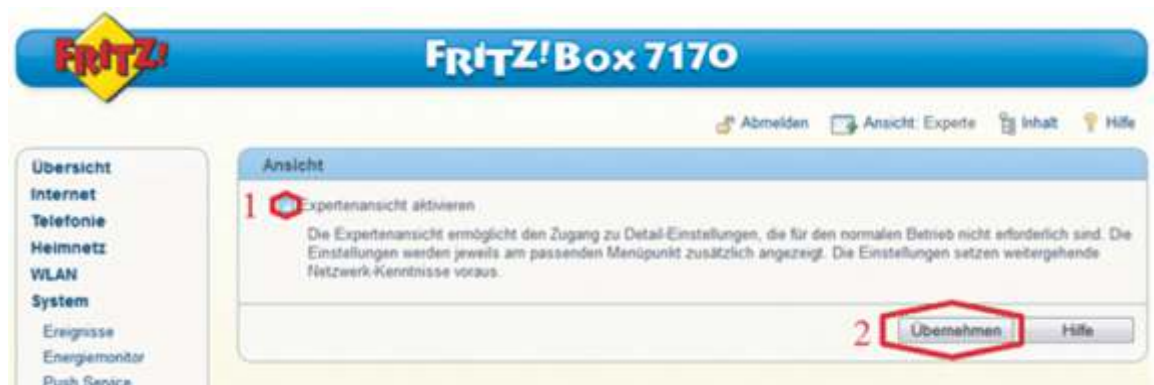 FRITZ!
FRITZ!Box 7170
Abmelden Ansicht: Experte Inhalt Hilfe
Übersicht
Internet
Telefonie
Heimnetz
WLAN
System
Ereignisse
Energiemonitor
Push Service
Ansicht
1 Expertenansicht aktivieren
Die Expertenansicht ermöglicht den Zugang zu Detail-Einstellungen, die für den normalen Betrieb nicht erforderlich sind. Die
Einstellungen werden jeweils am passenden Menüpunkt zusätzlich angezeigt. Die Einstellungen setzen weitergehende
Netzwerk-Kenntnisse voraus.
2 Übernehmen Hilfe